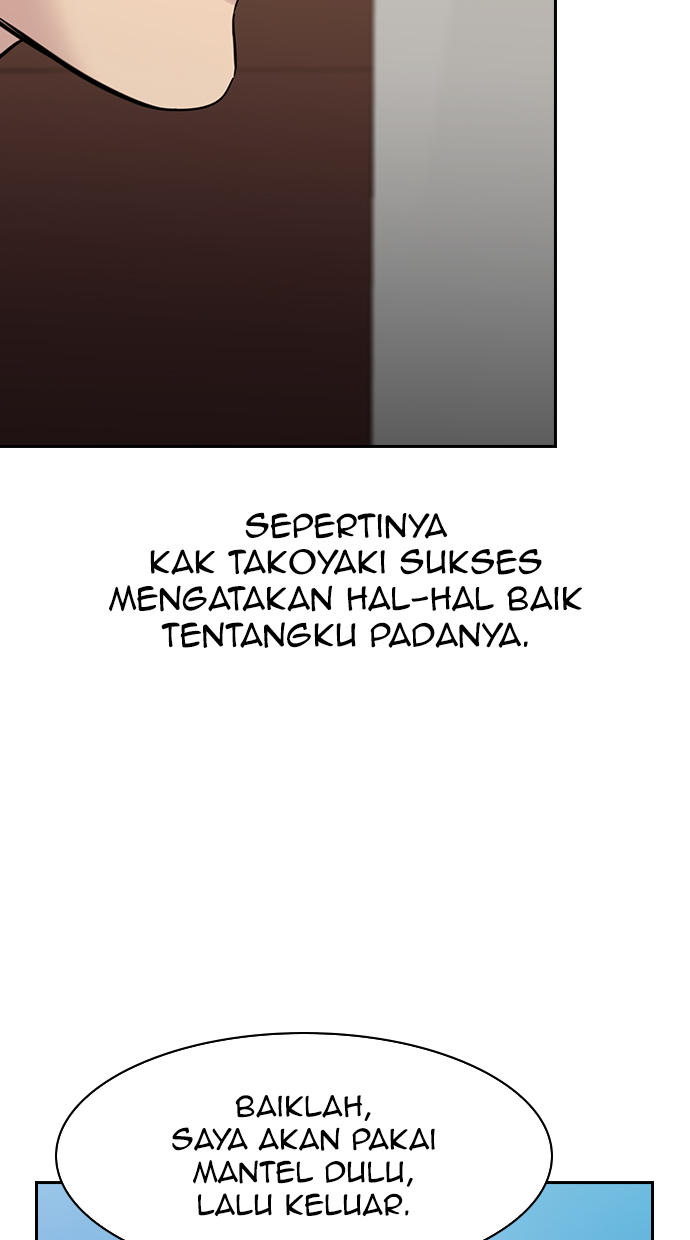 SEPERTINYA
KAK TAKOYAKI SUKSES
MENGATAKAN HAL-HAL BAIK
TENTANGKU PADANYA.
BAIKLAH,
SAYA AKAN PAKAI
MANTEL DULU,
LALU KELUAR.